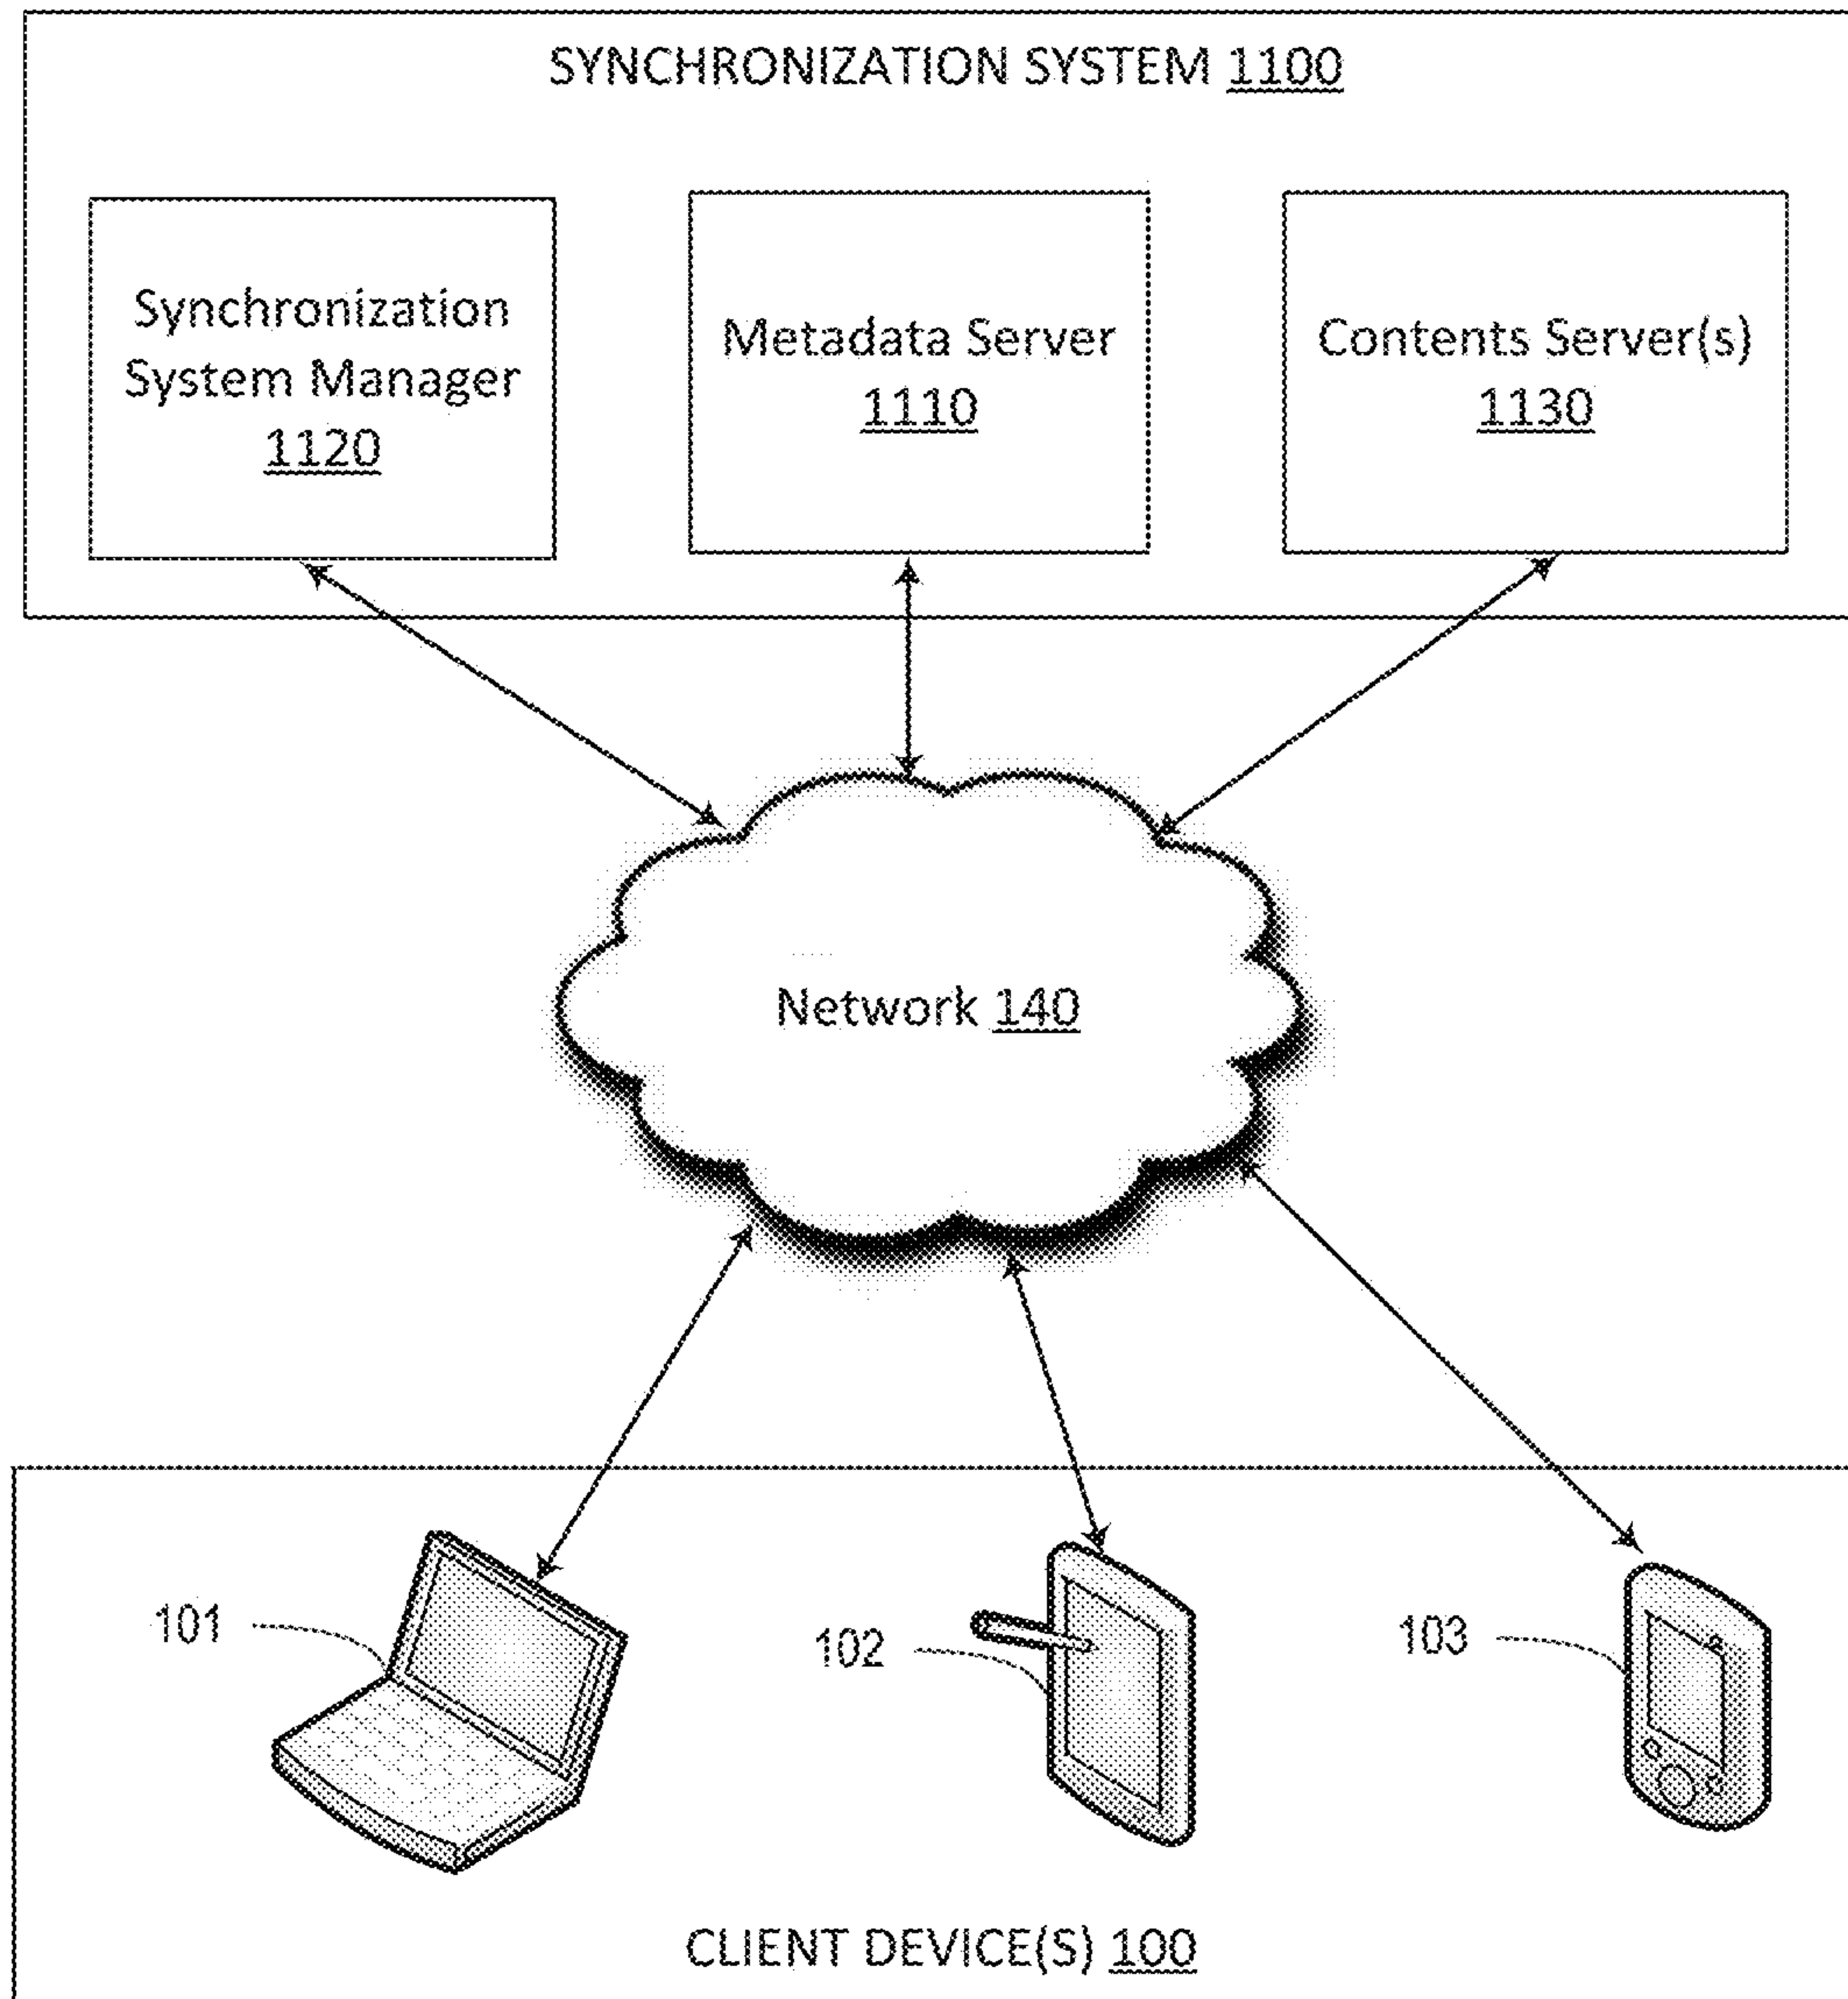 SYNCHRONIZATION SYSTEM 1100
Synchronization
System Manager
1120
Metadata Server
1110
Contents Server(s)
1130
Network 140
101
102
103
CLIENT DEVICE(S) 100